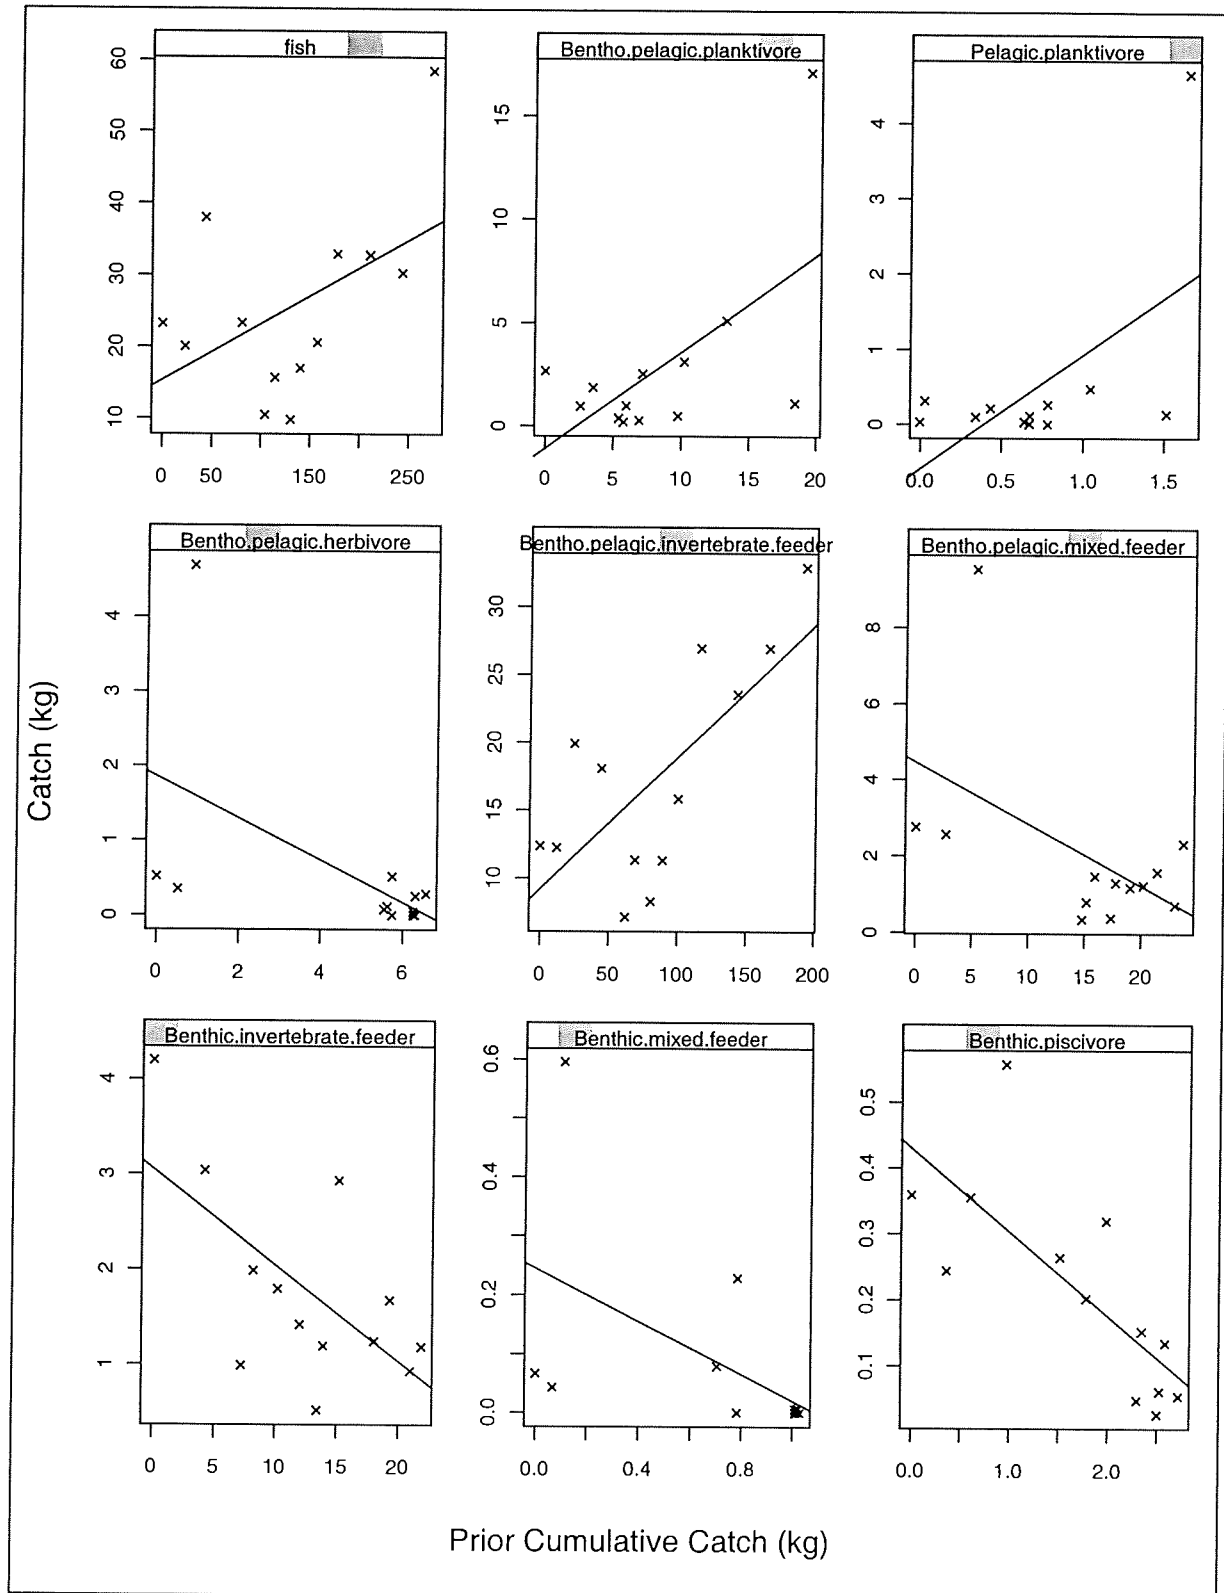 fish
Bentho.pelagic.planktivore
Pelagic.planktivore
60
50
40
30
20
10
15
10
5
0
4
3
2
1
0
0 50 150 250
0 5 10 15 20
0.0 0.5 1.0 1.5
Bentho.pelagic.herbivore
Bentho.pelagic.invertebrate.feeder
Bentho.pelagic.mixed.feeder
Catch (kg)
4
3
2
1
0
30
25
20
15
10
8
6
4
2
0
0 2 4 6
0 50 100 150 200
0 5 10 15 20
Benthic.invertebrate.feeder
Benthic.mixed.feeder
Benthic.piscivore
4
3
2
1
0.6
0.4
0.2
0.0
0.5
0.4
0.3
0.2
0.1
0 5 10 15 20
0.0 0.4 0.8
0.0 1.0 2.0
Prior Cumulative Catch (kg)